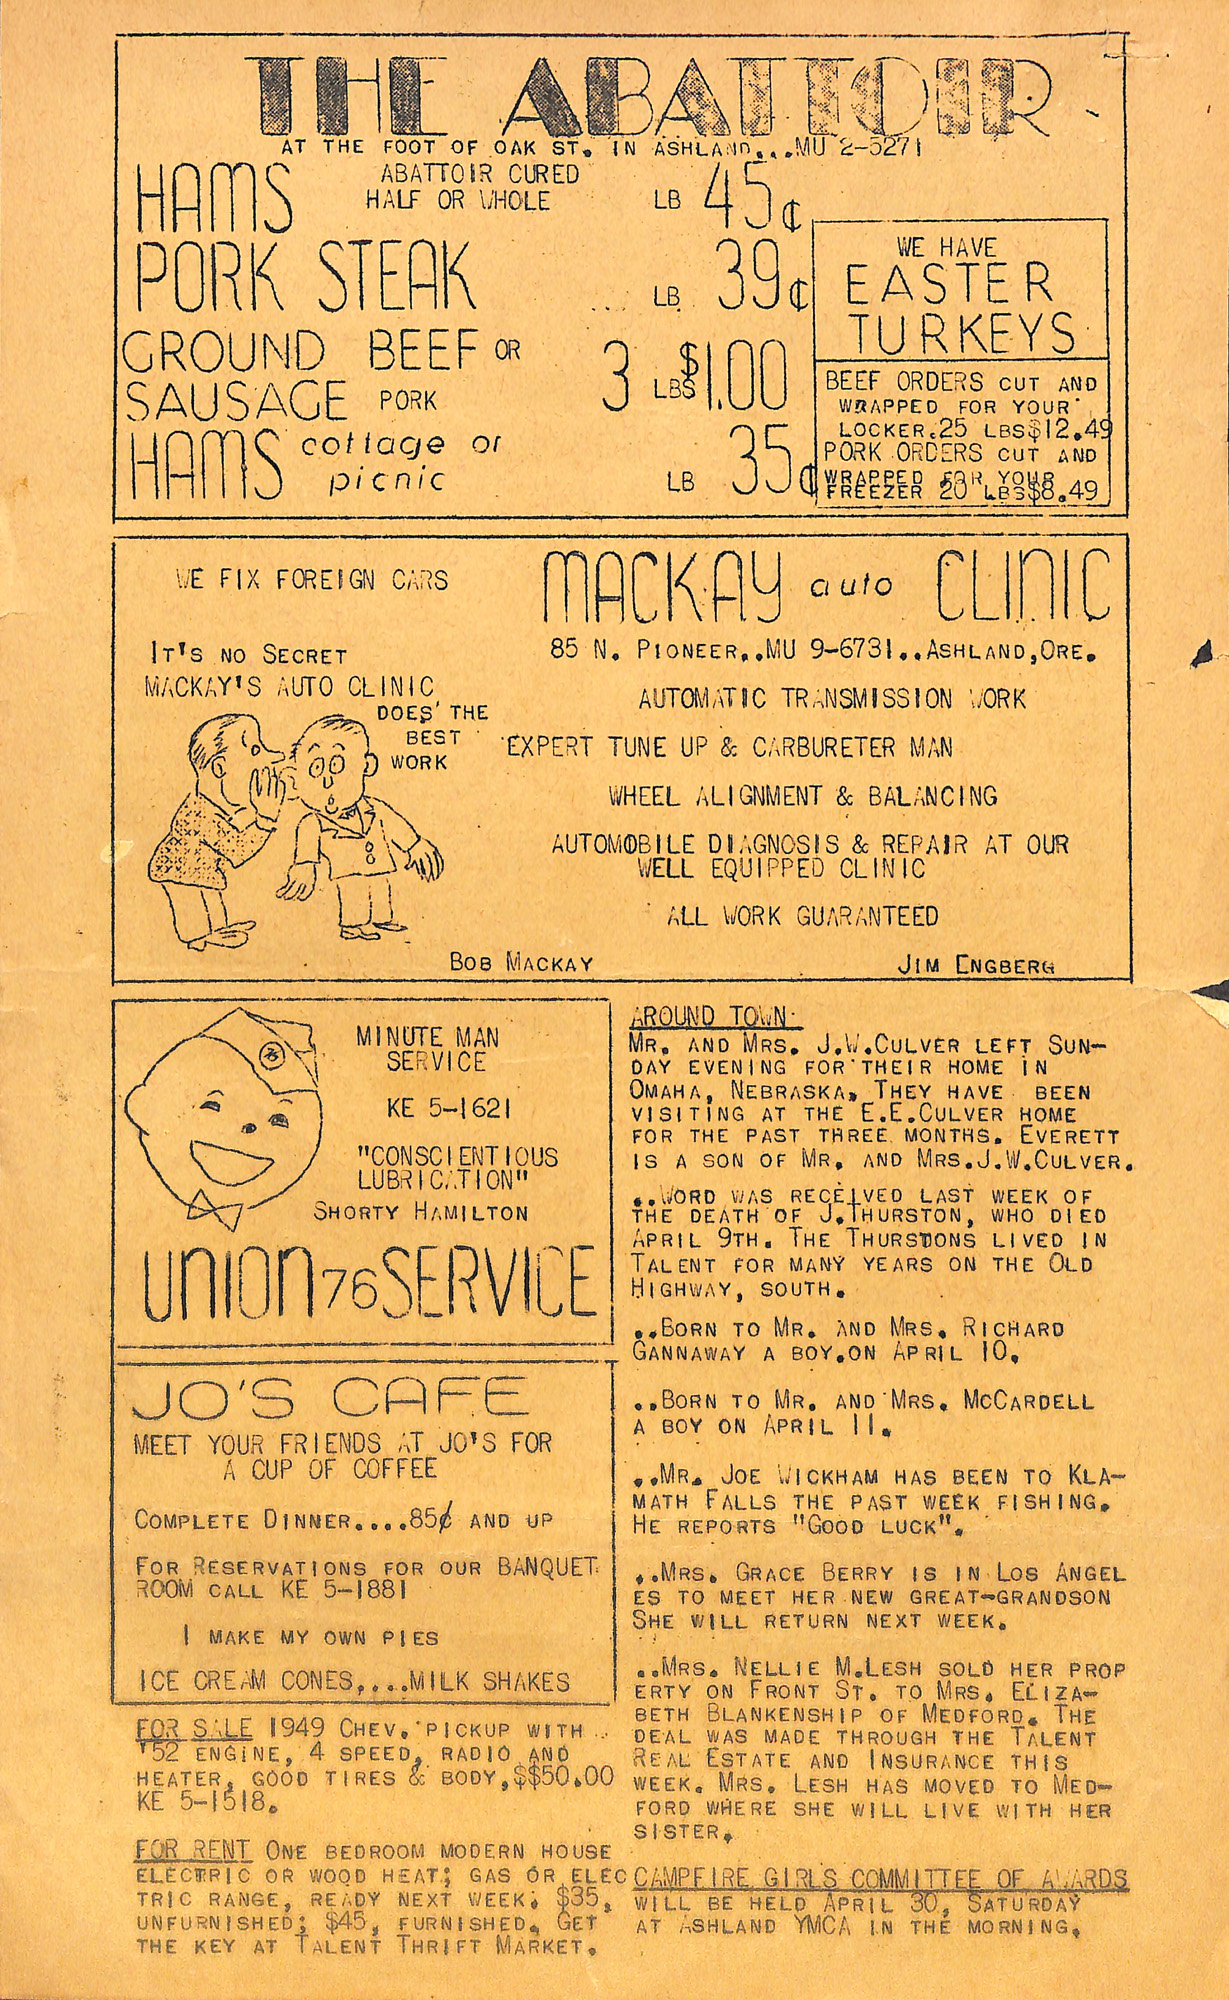 THE ABATTOIR
AT THE FOOT OF OAK ST. IN ASHLAND...MU 2-5271
HAMS ABATTOIR CURED
HALF OR WHOLE LB 45¢
PORK STEAK ... LB 39¢
GROUND BEEF OR
SAUSAGE PORK 3 LBS $1.00
HAMS cottage or
picnic LB 35¢
WE HAVE
EASTER
TURKEYS
BEEF ORDERS CUT AND
WRAPPED FOR YOUR
LOCKER.25 LBS$12.49
PORK ORDERS CUT AND
WRAPPED FOR YOUR
FREEZER 20 LBS$8.49
WE FIX FOREIGN CARS
MACKAY auto CLINIC
85 N. PIONEER..MU 9-6731..ASHLAND,ORE.
IT'S NO SECRET
MACKAY'S AUTO CLINIC
DOES THE
BEST
WORK
AUTOMATIC TRANSMISSION WORK
EXPERT TUNE UP & CARBURETER MAN
WHEEL ALIGNMENT & BALANCING
AUTOMOBILE DIAGNOSIS & REPAIR AT OUR
WELL EQUIPPED CLINIC
ALL WORK GUARANTEED
BOB MACKAY JIM ENGBERG
MINUTE MAN
SERVICE
KE 5-1621
"CONSCIENTIOUS
LUBRICATION"
SHORTY HAMILTON
UNION 76 SERVICE
JO'S CAFE
MEET YOUR FRIENDS AT JO'S FOR
A CUP OF COFFEE
COMPLETE DINNER....85¢ AND UP
FOR RESERVATIONS FOR OUR BANQUET
ROOM CALL KE 5-1881
I MAKE MY OWN PIES
ICE CREAM CONES,...MILK SHAKES
FOR SALE 1949 CHEV. PICKUP WITH
'52 ENGINE, 4 SPEED, RADIO AND
HEATER, GOOD TIRES & BODY,$$50.00
KE 5-1518.
FOR RENT ONE BEDROOM MODERN HOUSE
ELECTRIC OR WOOD HEAT; GAS OR ELEC
TRIC RANGE, READY NEXT WEEK; $35,
UNFURNISHED; $45, FURNISHED. GET
THE KEY AT TALENT THRIFT MARKET.
AROUND TOWN
MR. AND MRS. J.W.CULVER LEFT SUN-
DAY EVENING FOR THEIR HOME IN
OMAHA, NEBRASKA, THEY HAVE BEEN
VISITING AT THE E.E.CULVER HOME
FOR THE PAST THREE MONTHS. EVERETT
IS A SON OF MR. AND MRS.J.W.CULVER.
..WORD WAS RECEIVED LAST WEEK OF
THE DEATH OF J.THURSTON, WHO DIED
APRIL 9TH. THE THURSTONS LIVED IN
TALENT FOR MANY YEARS ON THE OLD
HIGHWAY, SOUTH.
..BORN TO MR. AND MRS. RICHARD
GANNAWAY A BOY.ON APRIL 10.
..BORN TO MR. AND MRS. MCCARDELL
A BOY ON APRIL 11.
..MR. JOE WICKHAM HAS BEEN TO KLA-
MATH FALLS THE PAST WEEK FISHING.
HE REPORTS "GOOD LUCK".
..MRS. GRACE BERRY IS IN LOS ANGEL
ES TO MEET HER NEW GREAT-GRANDSON
SHE WILL RETURN NEXT WEEK.
..MRS. NELLIE M.LESH SOLD HER PROP
ERTY ON FRONT ST. TO MRS. ELIZA-
BETH BLANKENSHIP OF MEDFORD. THE
DEAL WAS MADE THROUGH THE TALENT
REAL ESTATE AND INSURANCE THIS
WEEK. MRS. LESH HAS MOVED TO MED-
FORD WHERE SHE WILL LIVE WITH HER
SISTER.
CAMPFIRE GIRLS COMMITTEE OF AWARDS
WILL BE HELD APRIL 30, SATURDAY
AT ASHLAND YMCA IN THE MORNING.